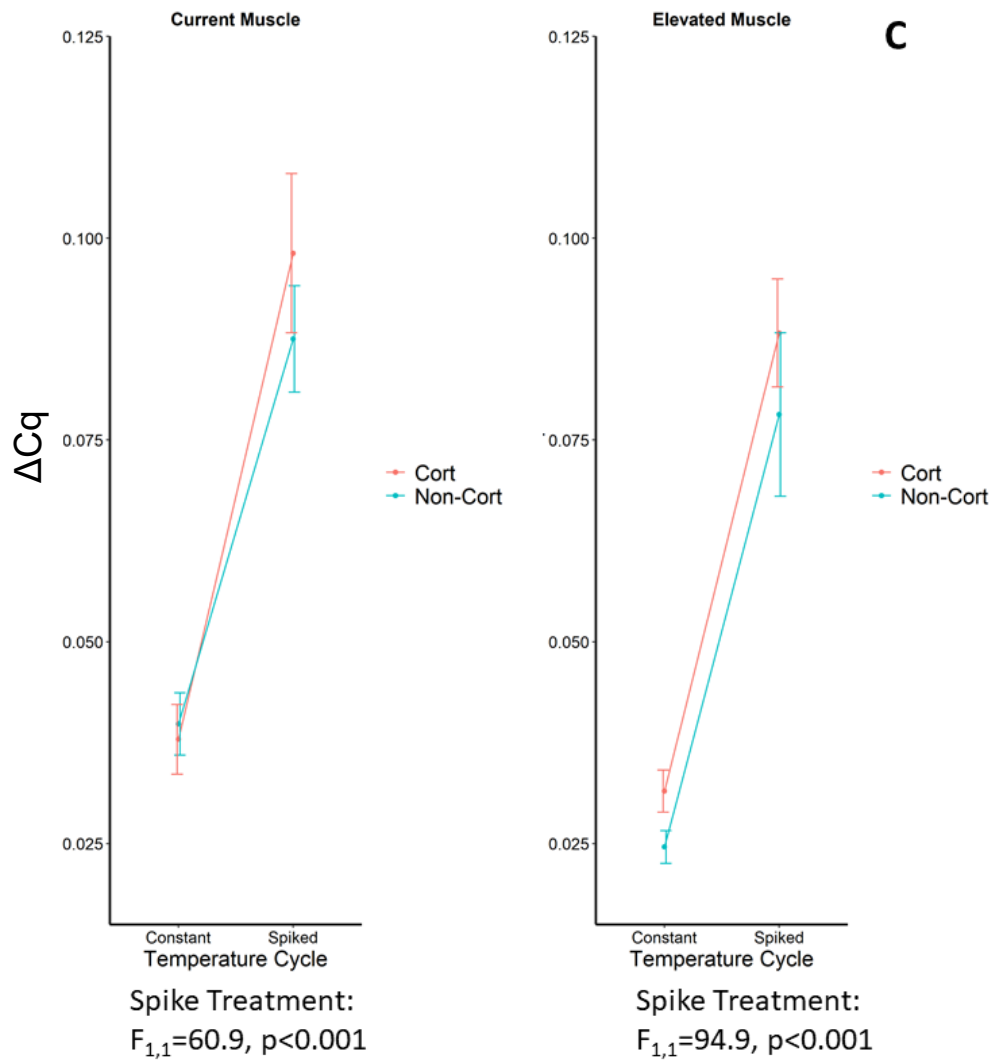 Current Muscle
Elevated Muscle
C
0.125
0.100
0.075
0.050
0.025
ΔCq
Cort
Non-Cort
Constant
Spiked
Temperature Cycle
Spike Treatment:
F1,1=60.9, p<0.001
0.125
0.100
0.075
0.050
0.025
Cort
Non-Cort
Constant
Spiked
Temperature Cycle
Spike Treatment:
F1,1=94.9, p<0.001